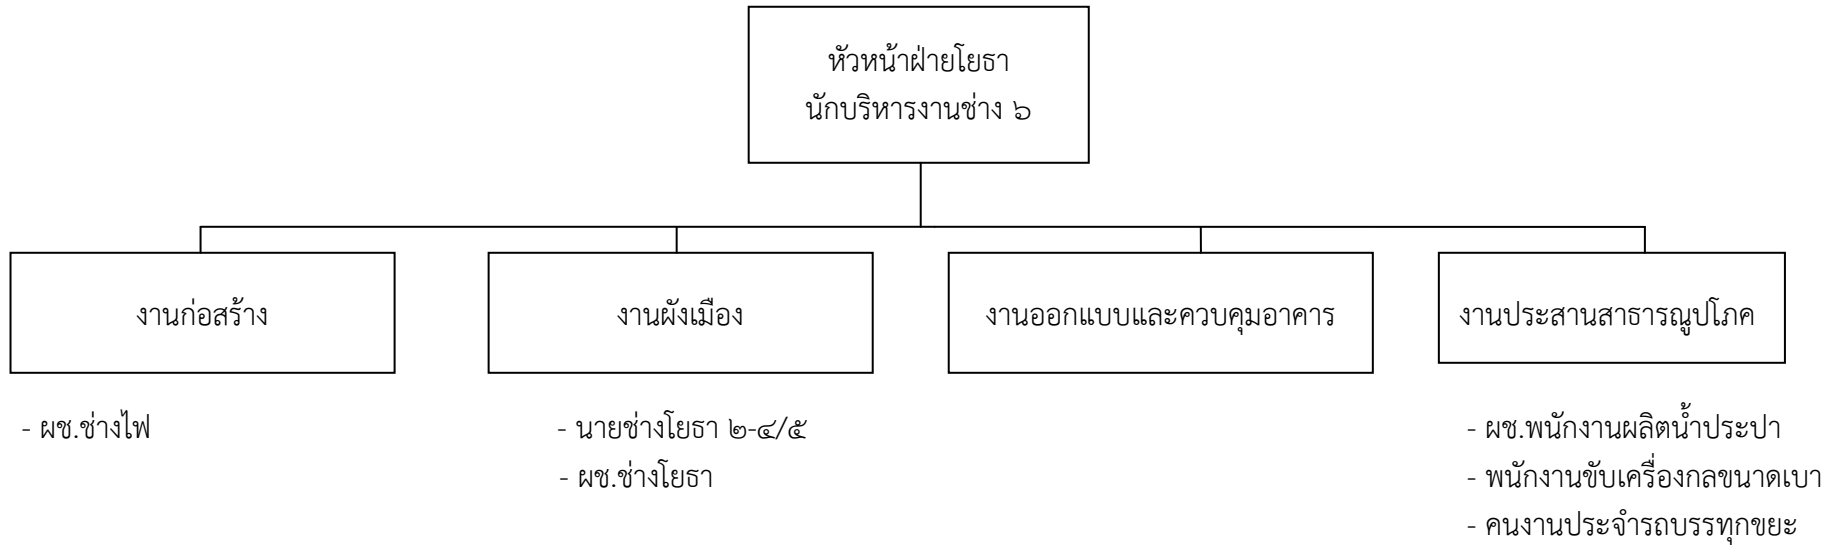 หัวหน้าฝ่ายโยธา
นักบริหารงานช่าง ๖
งานก่อสร้าง
งานผังเมือง
งานออกแบบและควบคุมอาคาร
งานประสานสาธารณูปโภค
- ผช.ช่างไฟ
- นายช่างโยธา ๒-๔/๕
- ผช.ช่างโยธา
- ผช.พนักงานผลิตน้ำประปา
- พนักงานขับเครื่องกลขนาดเบา
- คนงานประจำรถบรรทุกขยะ